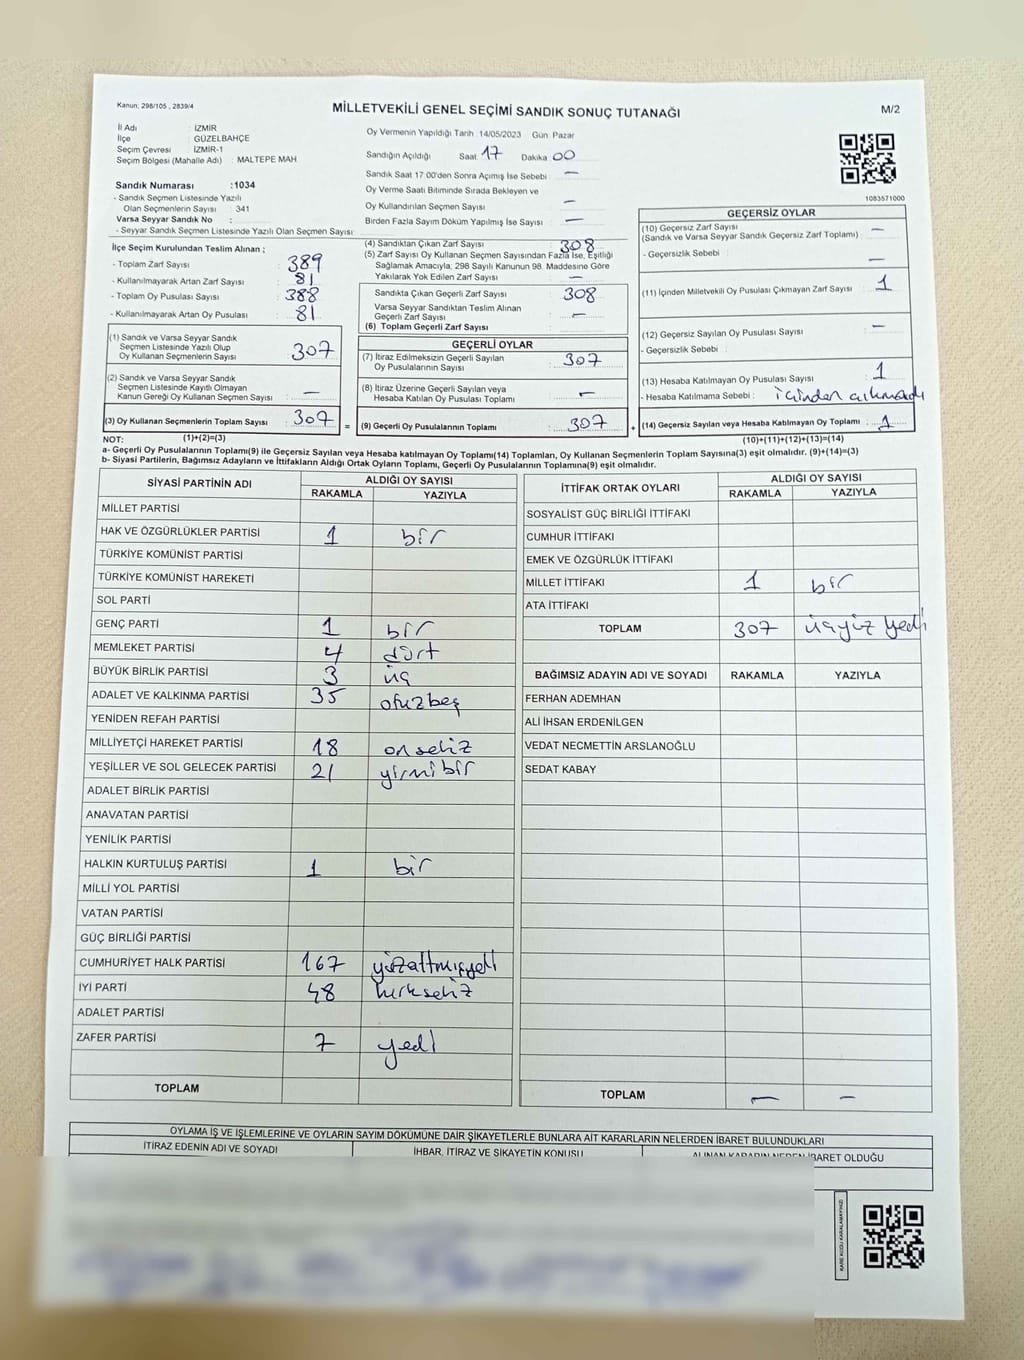 Kanun; 298/105 , 2839/4
MİLLETVEKİLİ GENEL SEÇİMİ SANDIK SONUÇ TUTANAĞI
M/2
İl Adı : İZMİR
İlçe : GÜZELBAHÇE
Seçim Çevresi : İZMİR-1
Seçim Bölgesi (Mahalle Adı) : MALTEPE MAH
Sandık Numarası :1034
- Sandık Seçmen Listesinde Yazılı
Olan Seçmenlerin Sayısı : 341
Varsa Seyyar Sandık No :
- Seyyar Sandık Seçmen Listesinde Yazılı Olan Seçmen Sayısı:
Oy Vermenin Yapıldığı Tarih :14/05/2023 Gün: Pazar
Sandığın Açıldığı Saat 17 Dakika 00
Sandık Saat 17:00'den Sonra Açımış İse Sebebi : —
Oy Verme Saati Bitiminde Sırada Bekleyen ve
Oy Kullandırılan Seçmen Sayısı : —
Birden Fazla Sayım Döküm Yapılmış İse Sayısı : —
1083571000
İlçe Seçim Kurulundan Teslim Alınan ;
- Toplam Zarf Sayısı : 389
- Kullanılmayarak Artan Zarf Sayısı : 81
- Toplam Oy Pusulası Sayısı : 388
- Kullanılmayarak Artan Oy Pusulası : 81
(1) Sandık ve Varsa Seyyar Sandık
Seçmen Listesinde Yazılı Olup
Oy Kullanan Seçmenlerin Sayısı : 307
(2) Sandık ve Varsa Seyyar Sandık
Seçmen Listesinde Kayıtlı Olmayan
Kanun Gereği Oy Kullanan Seçmen Sayısı : —
(3) Oy Kullanan Seçmenlerin Toplam Sayısı : 307 =
(4) Sandıktan Çıkan Zarf Sayısı : 308
(5) Zarf Sayısı Oy Kullanan Seçmen Sayısından Fazla İse, Eşitliği
Sağlamak Amacıyla; 298 Sayılı Kanunun 98. Maddesine Göre
Yakılarak Yok Edilen Zarf Sayısı : —
Sandıkta Çıkan Geçerli Zarf Sayısı : 308
Varsa Seyyar Sandıktan Teslim Alınan
Geçerli Zarf Sayısı : —
(6) Toplam Geçerli Zarf Sayısı :
GEÇERLİ OYLAR
(7) İtiraz Edilmeksizin Geçerli Sayılan
Oy Pusulalarının Sayısı : 307
(8) İtiraz Üzerine Geçerli Sayılan veya
Hesaba Katılan Oy Pusulası Toplamı : —
(9) Geçerli Oy Pusulalarının Toplamı : 307 +
GEÇERSİZ OYLAR
(10) Geçersiz Zarf Sayısı : —
(Sandık ve Varsa Seyyar Sandık Geçersiz Zarf Toplamı)
- Geçersizlik Sebebi : —
(11) İçinden Milletvekili Oy Pusulası Çıkmayan Zarf Sayısı : 1
(12) Geçersiz Sayılan Oy Pusulası Sayısı : —
- Geçersizlik Sebebi :
(13) Hesaba Katılmayan Oy Pusulası Sayısı : 1
- Hesaba Katılmama Sebebi : içinden çıkmadı
(14) Geçersiz Sayılan veya Hesaba Katılmayan Oy Toplamı : 1
NOT: (1)+(2)=(3)
(10)+(11)+(12)+(13)=(14)
a- Geçerli Oy Pusulalarının Toplamı(9) ile Geçersiz Sayılan veya Hesaba katılmayan Oy Toplamı(14) Toplamları, Oy Kullanan Seçmenlerin Toplam Sayısına(3) eşit olmalıdır. (9)+(14)=(3)
b- Siyasi Partilerin, Bağımsız Adayların ve İttifakların Aldığı Ortak Oyların Toplamı, Geçerli Oy Pusulalarının Toplamına(9) eşit olmalıdır.
SİYASİ PARTİNİN ADI ALDIĞI OY SAYISI
RAKAMLA YAZIYLA
MİLLET PARTİSİ
HAK VE ÖZGÜRLÜKLER PARTİSİ 1 bir
TÜRKİYE KOMÜNİST PARTİSİ
TÜRKİYE KOMÜNİST HAREKETİ
SOL PARTİ
GENÇ PARTİ 1 bir
MEMLEKET PARTİSİ 4 dört
BÜYÜK BİRLİK PARTİSİ 3 üç
ADALET VE KALKINMA PARTİSİ 35 otuzbeş
YENİDEN REFAH PARTİSİ
MİLLİYETÇİ HAREKET PARTİSİ 18 onsekiz
YEŞİLLER VE SOL GELECEK PARTİSİ 21 yirmibir
ADALET BİRLİK PARTİSİ
ANAVATAN PARTİSİ
YENİLİK PARTİSİ
HALKIN KURTULUŞ PARTİSİ 1 bir
MİLLİ YOL PARTİSİ
VATAN PARTİSİ
GÜÇ BİRLİĞİ PARTİSİ
CUMHURİYET HALK PARTİSİ 167 yüzaltmışyedi
İYİ PARTİ 48 kırksekiz
ADALET PARTİSİ
ZAFER PARTİSİ 7 yedi
TOPLAM
İTTİFAK ORTAK OYLARI ALDIĞI OY SAYISI
RAKAMLA YAZIYLA
SOSYALİST GÜÇ BİRLİĞİ İTTİFAKI
CUMHUR İTTİFAKI
EMEK VE ÖZGÜRLÜK İTTİFAKI
MİLLET İTTİFAKI 1 bir
ATA İTTİFAKI
TOPLAM 307 üçyüz yedi
BAĞIMSIZ ADAYIN ADI VE SOYADI RAKAMLA YAZIYLA
FERHAN ADEMHAN
ALİ İHSAN ERDENİLGEN
VEDAT NECMETTİN ARSLANOĞLU
SEDAT KABAY
TOPLAM — —
OYLAMA İŞ VE İŞLEMLERİNE VE OYLARIN SAYIM DÖKÜMÜNE DAİR ŞİKAYETLERLE BUNLARA AİT KARARLARIN NELERDEN İBARET BULUNDUKLARI
İTİRAZ EDENİN ADI VE SOYADI İHBAR, İTİRAZ VE ŞİKAYETİN KONUSU ALINAN KARARIN NEDEN İBARET OLDUĞU
KARE KODU KARALAMAYINIZ!